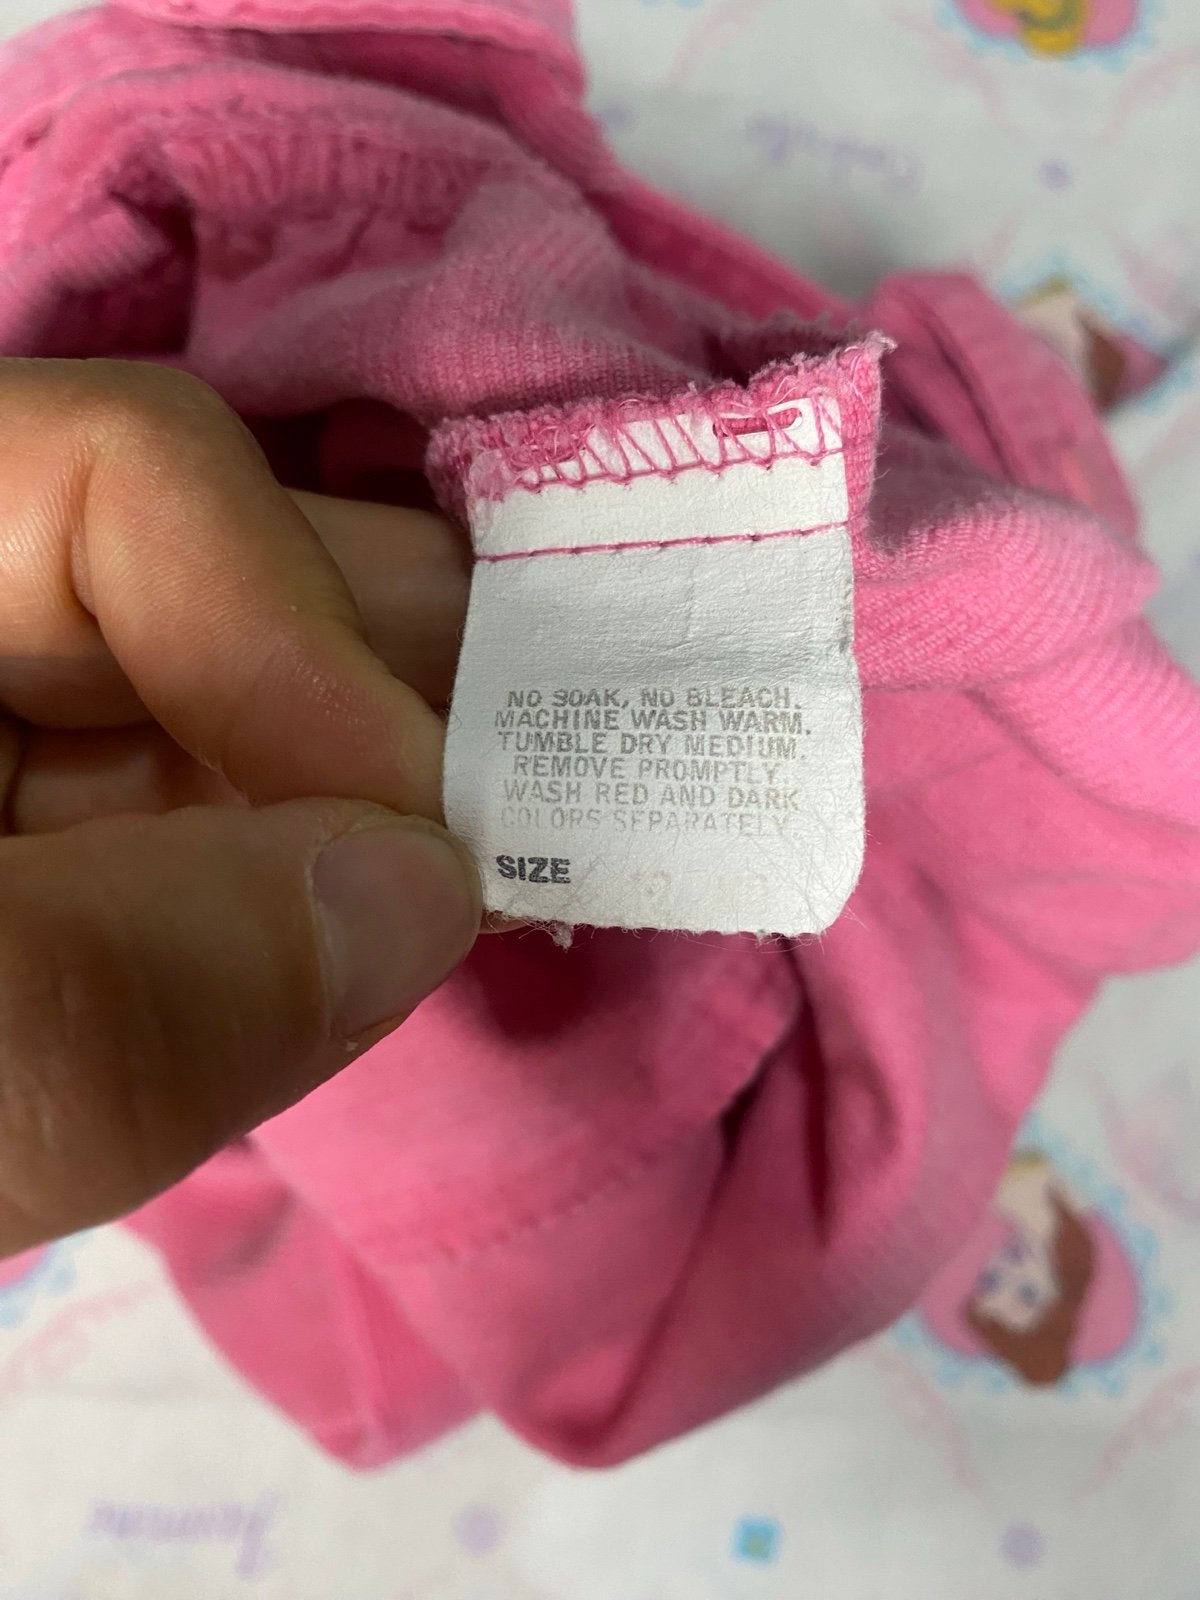 NO SOAK, NO BLEACH.
MACHINE WASH WARM.
TUMBLE DRY MEDIUM.
REMOVE PROMPTLY.
WASH RED AND DARK
COLORS SEPARATELY.
SIZE